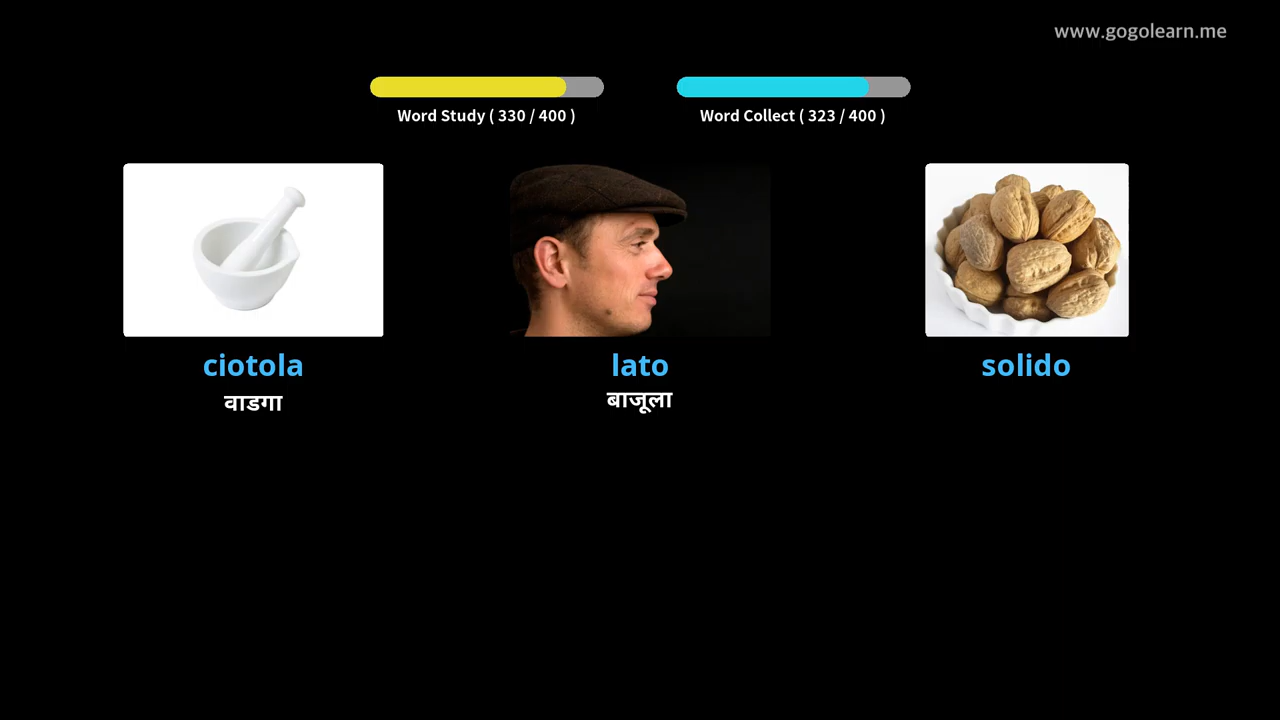 www.gogolearn.me
Word Study ( 330 / 400 )
Word Collect ( 323 / 400 )
ciotola
lato
solido
वाडगा
बाजूला